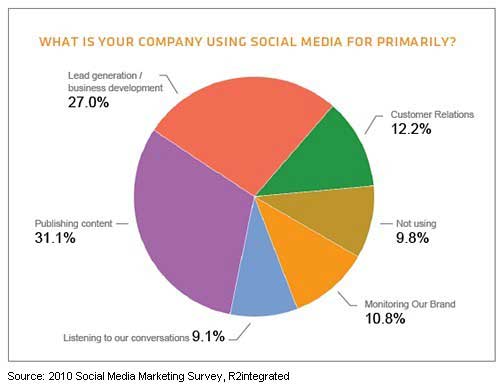 WHAT IS YOUR COMPANY USING SOCIAL MEDIA FOR PRIMARILY?
Lead generation /
business development
27.0%
Customer Relations
12.2%
Publishing content
31.1%
Not using
9.8%
Monitoring Our Brand
10.8%
Listening to our conversations 9.1%
Source: 2010 Social Media Marketing Survey, R2integrated